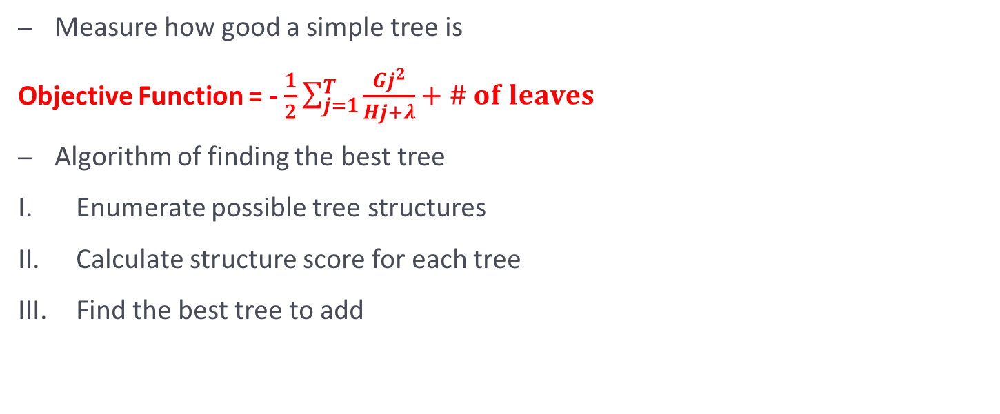 – Measure how good a simple tree is
Objective Function = - \frac{1}{2} \sum_{j=1}^{T} \frac{Gj^2}{Hj+λ} + # of leaves
– Algorithm of finding the best tree
I. Enumerate possible tree structures
II. Calculate structure score for each tree
III. Find the best tree to add